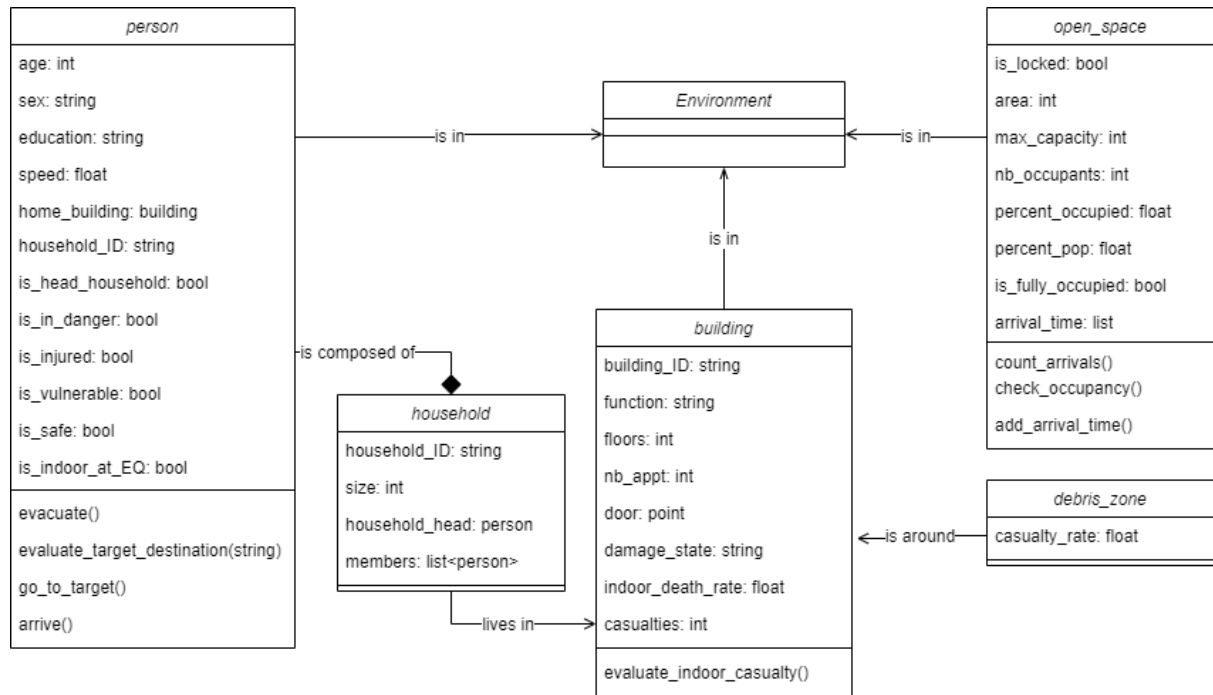 person
age: int
sex: string
education: string
speed: float
home_building: building
household_ID: string
is_head_household: bool
is_in_danger: bool
is_injured: bool
is_vulnerable: bool
is_safe: bool
is_indoor_at_EQ: bool
evacuate()
evaluate_target_destination(string)
go_to_target()
arrive()
is in
Environment
is in
is in
open_space
is_locked: bool
area: int
max_capacity: int
nb_occupants: int
percent_occupied: float
percent_pop: float
is_fully_occupied: bool
arrival_time: list
count_arrivals()
check_occupancy()
add_arrival_time()
is composed of
household
household_ID: string
size: int
household_head: person
members: list<person>
lives in
building
building_ID: string
function: string
floors: int
nb_appt: int
door: point
damage_state: string
indoor_death_rate: float
casualties: int
evaluate_indoor_casualty()
is around
debris_zone
casualty_rate: float